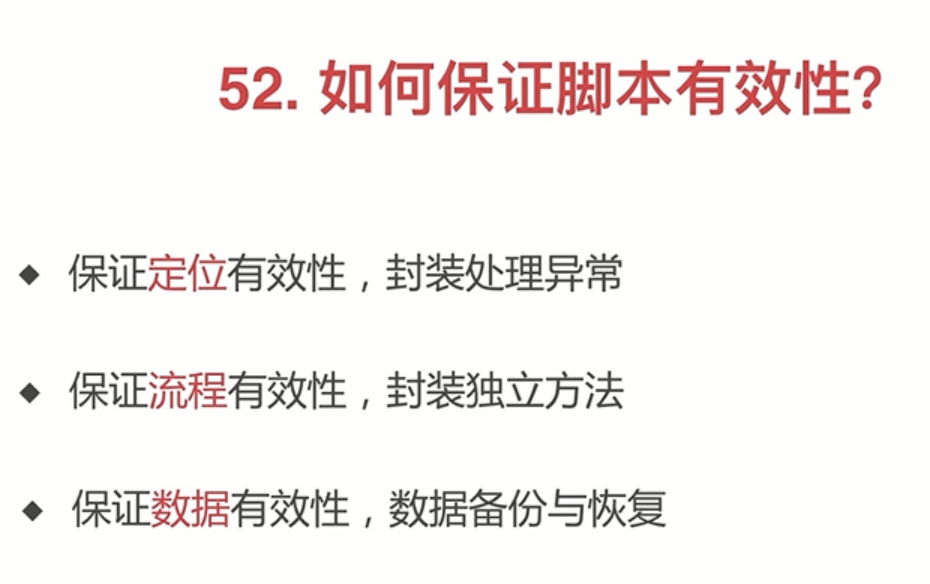 52. 如何保证脚本有效性？
◆ 保证定位有效性，封装处理异常
◆ 保证流程有效性，封装独立方法
◆ 保证数据有效性，数据备份与恢复